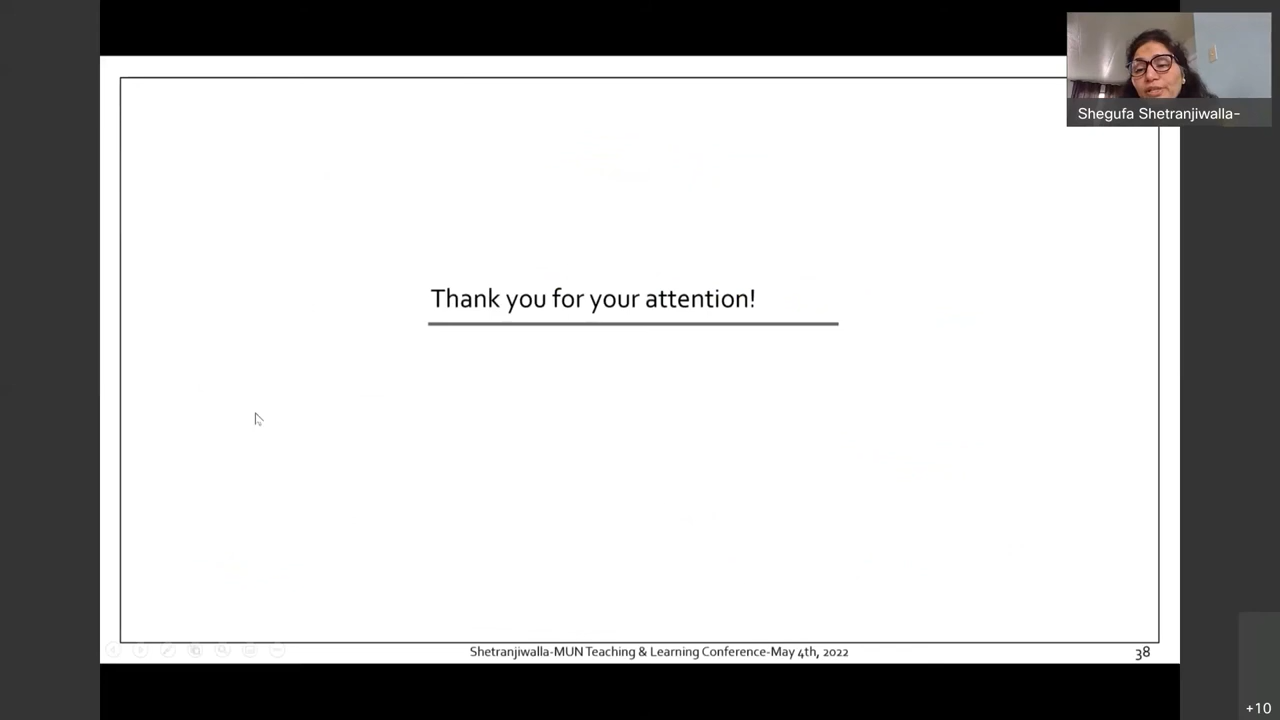 Shegufa Shetranjiwalla-
Thank you for your attention!
Shetranjiwalla-MUN Teaching & Learning Conference-May 4th, 2022
38
+10